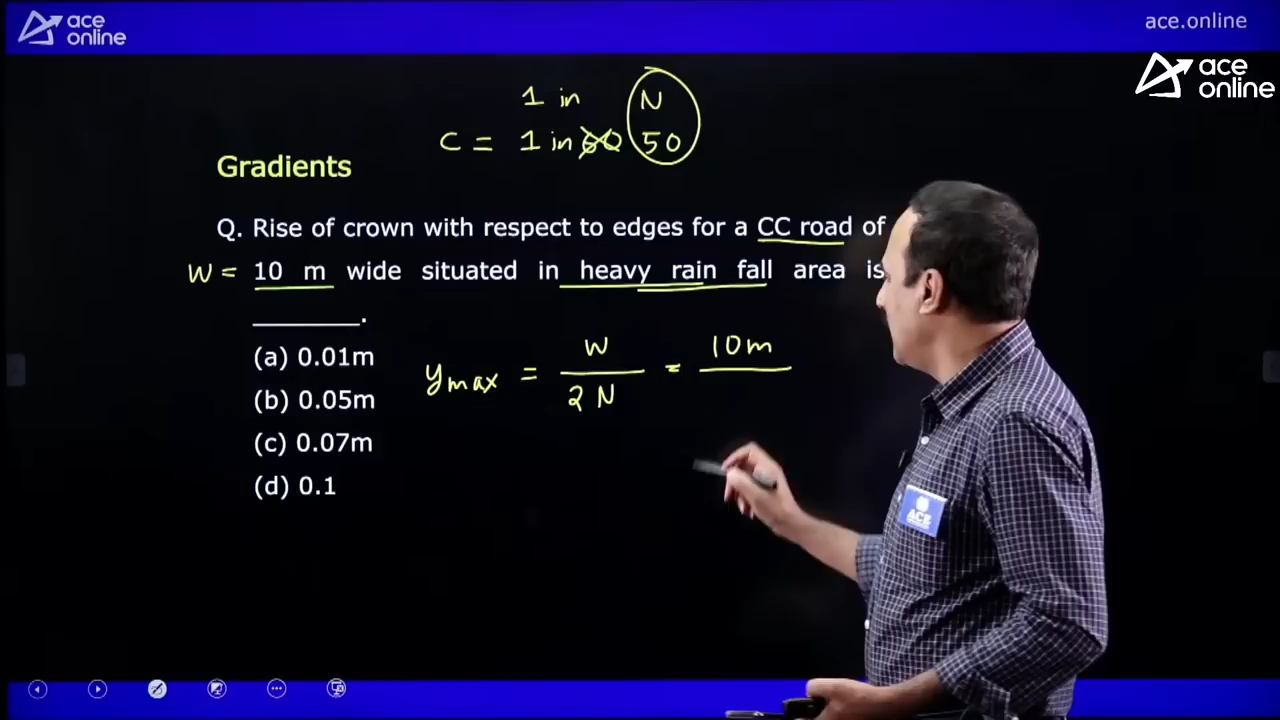 ace online
ace.online
ace online
1 in N
C = 1 in 50
Gradients
Q. Rise of crown with respect to edges for a CC road of
W = 10 m wide situated in heavy rain fall area is
________.
(a) 0.01m
(b) 0.05m
(c) 0.07m
(d) 0.1
ymax = W / 2 N = 10m
ACE